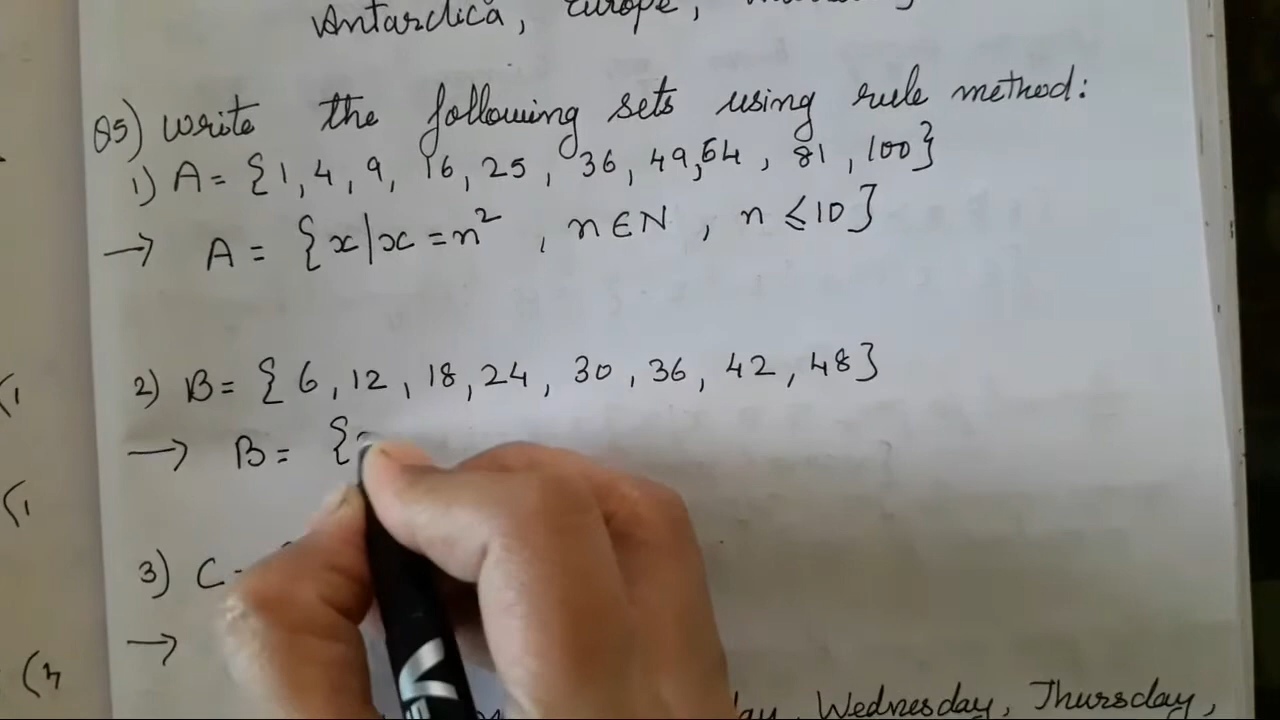 Antarctica, Europe,
Q5) Write the following sets using rule method:
1) A = {1, 4, 9, 16, 25, 36, 49, 64, 81, 100}
→ A = {x|x = n², n∈N, n ≤ 10}
2) B = {6, 12, 18, 24, 30, 36, 42, 48}
→ B = {
3) C
→
Wednesday, Thursday,